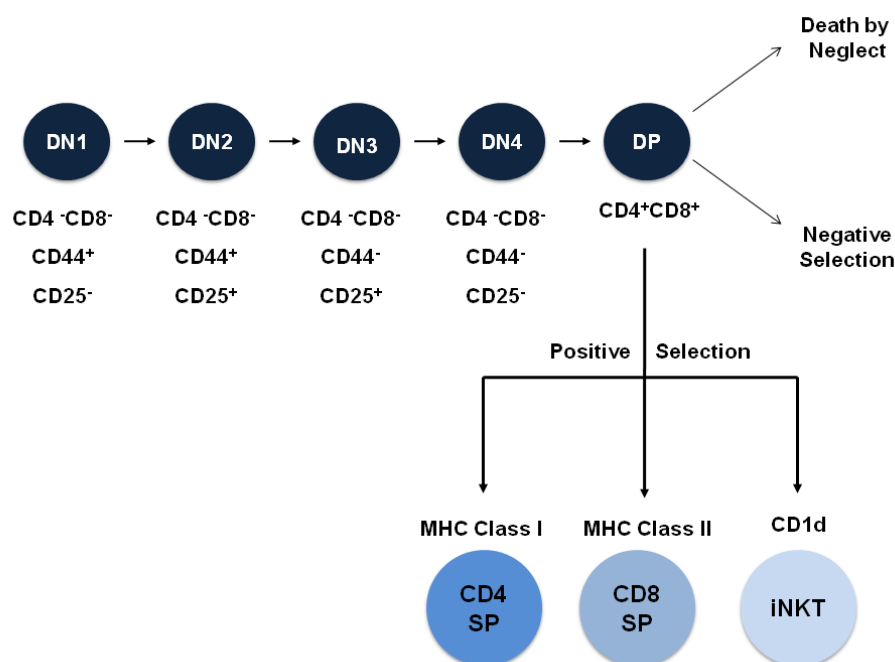 Death by
Neglect
DN1
DN2
DN3
DN4
DP
CD4 ⁻CD8⁻
CD4 ⁻CD8⁻
CD4 ⁻CD8⁻
CD4 ⁻CD8⁻
CD4⁺CD8⁺
CD44⁺
CD44⁺
CD44⁻
CD44⁻
CD25⁻
CD25⁺
CD25⁺
CD25⁻
Negative
Selection
Positive Selection
MHC Class I
MHC Class II
CD1d
CD4
SP
CD8
SP
iNKT